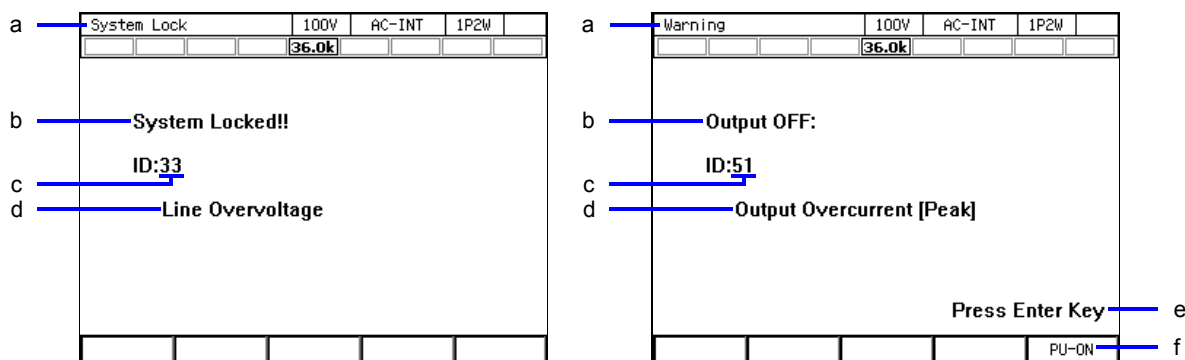 a
System Lock 100V AC-INT 1P2W
36.0k
b
System Locked!!
ID:33
c
d
Line Overvoltage
a
Warning 100V AC-INT 1P2W
36.0k
b
Output OFF:
ID:51
c
d
Output Overcurrent [Peak]
Press Enter Key
e
PU-ON
f